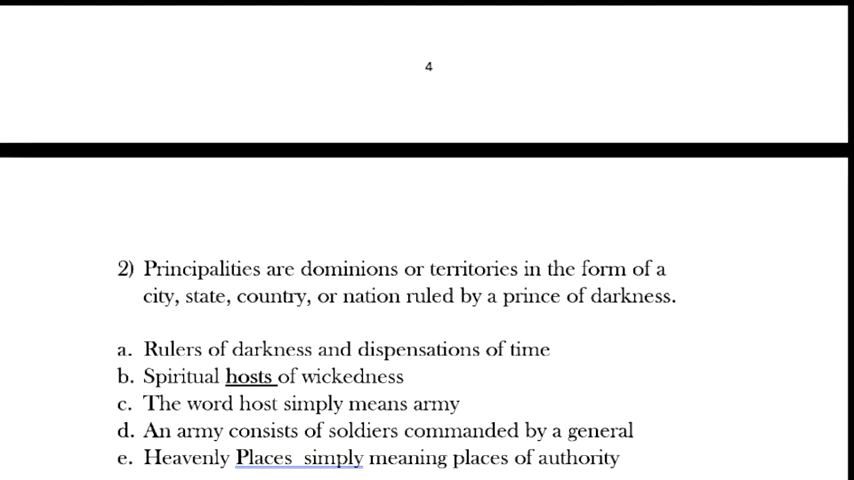 4
2) Principalities are dominions or territories in the form of a
city, state, country, or nation ruled by a prince of darkness.
a. Rulers of darkness and dispensations of time
b. Spiritual hosts of wickedness
c. The word host simply means army
d. An army consists of soldiers commanded by a general
e. Heavenly Places  simply meaning places of authority